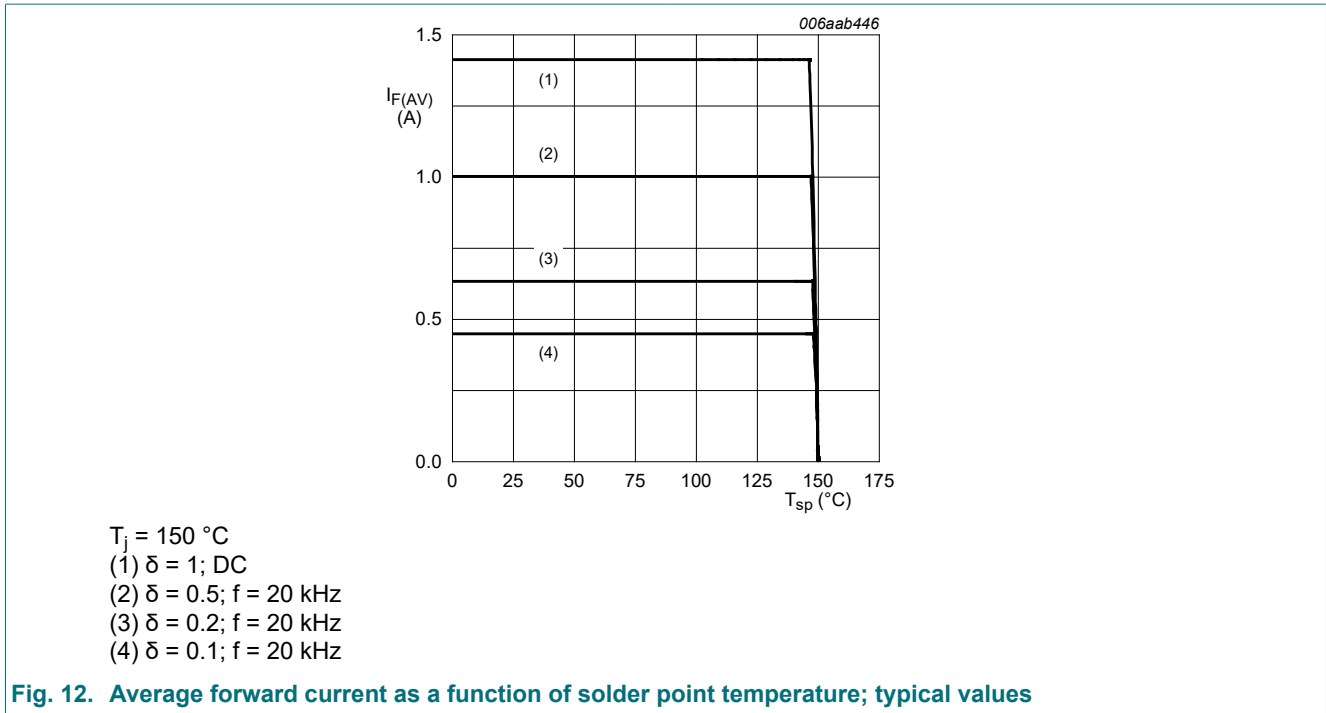 006aab446
1.5
I_F(AV)
(A)
(1)
(2)
1.0
(3)
0.5
(4)
0.0
0 25 50 75 100 125 150 175
T_sp (°C)
T_j = 150 °C
(1) δ = 1; DC
(2) δ = 0.5; f = 20 kHz
(3) δ = 0.2; f = 20 kHz
(4) δ = 0.1; f = 20 kHz
Fig. 12. Average forward current as a function of solder point temperature; typical values